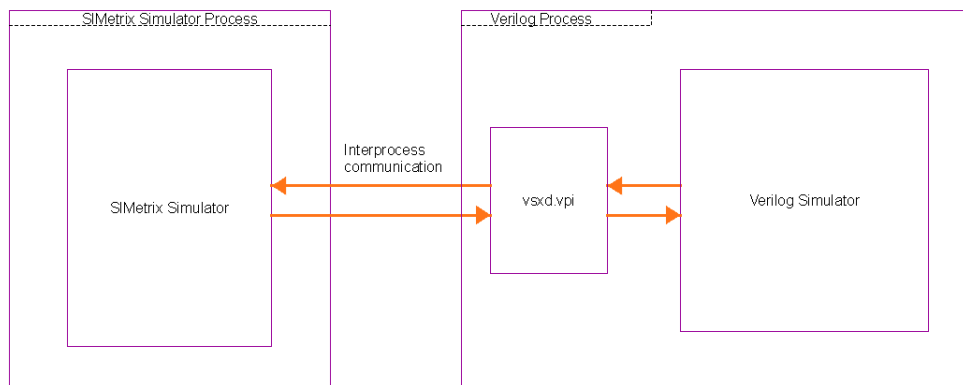 SIMetrix Simulator Process
Verilog Process
Interprocess
communication
SIMetrix Simulator
vsxd.vpi
Verilog Simulator